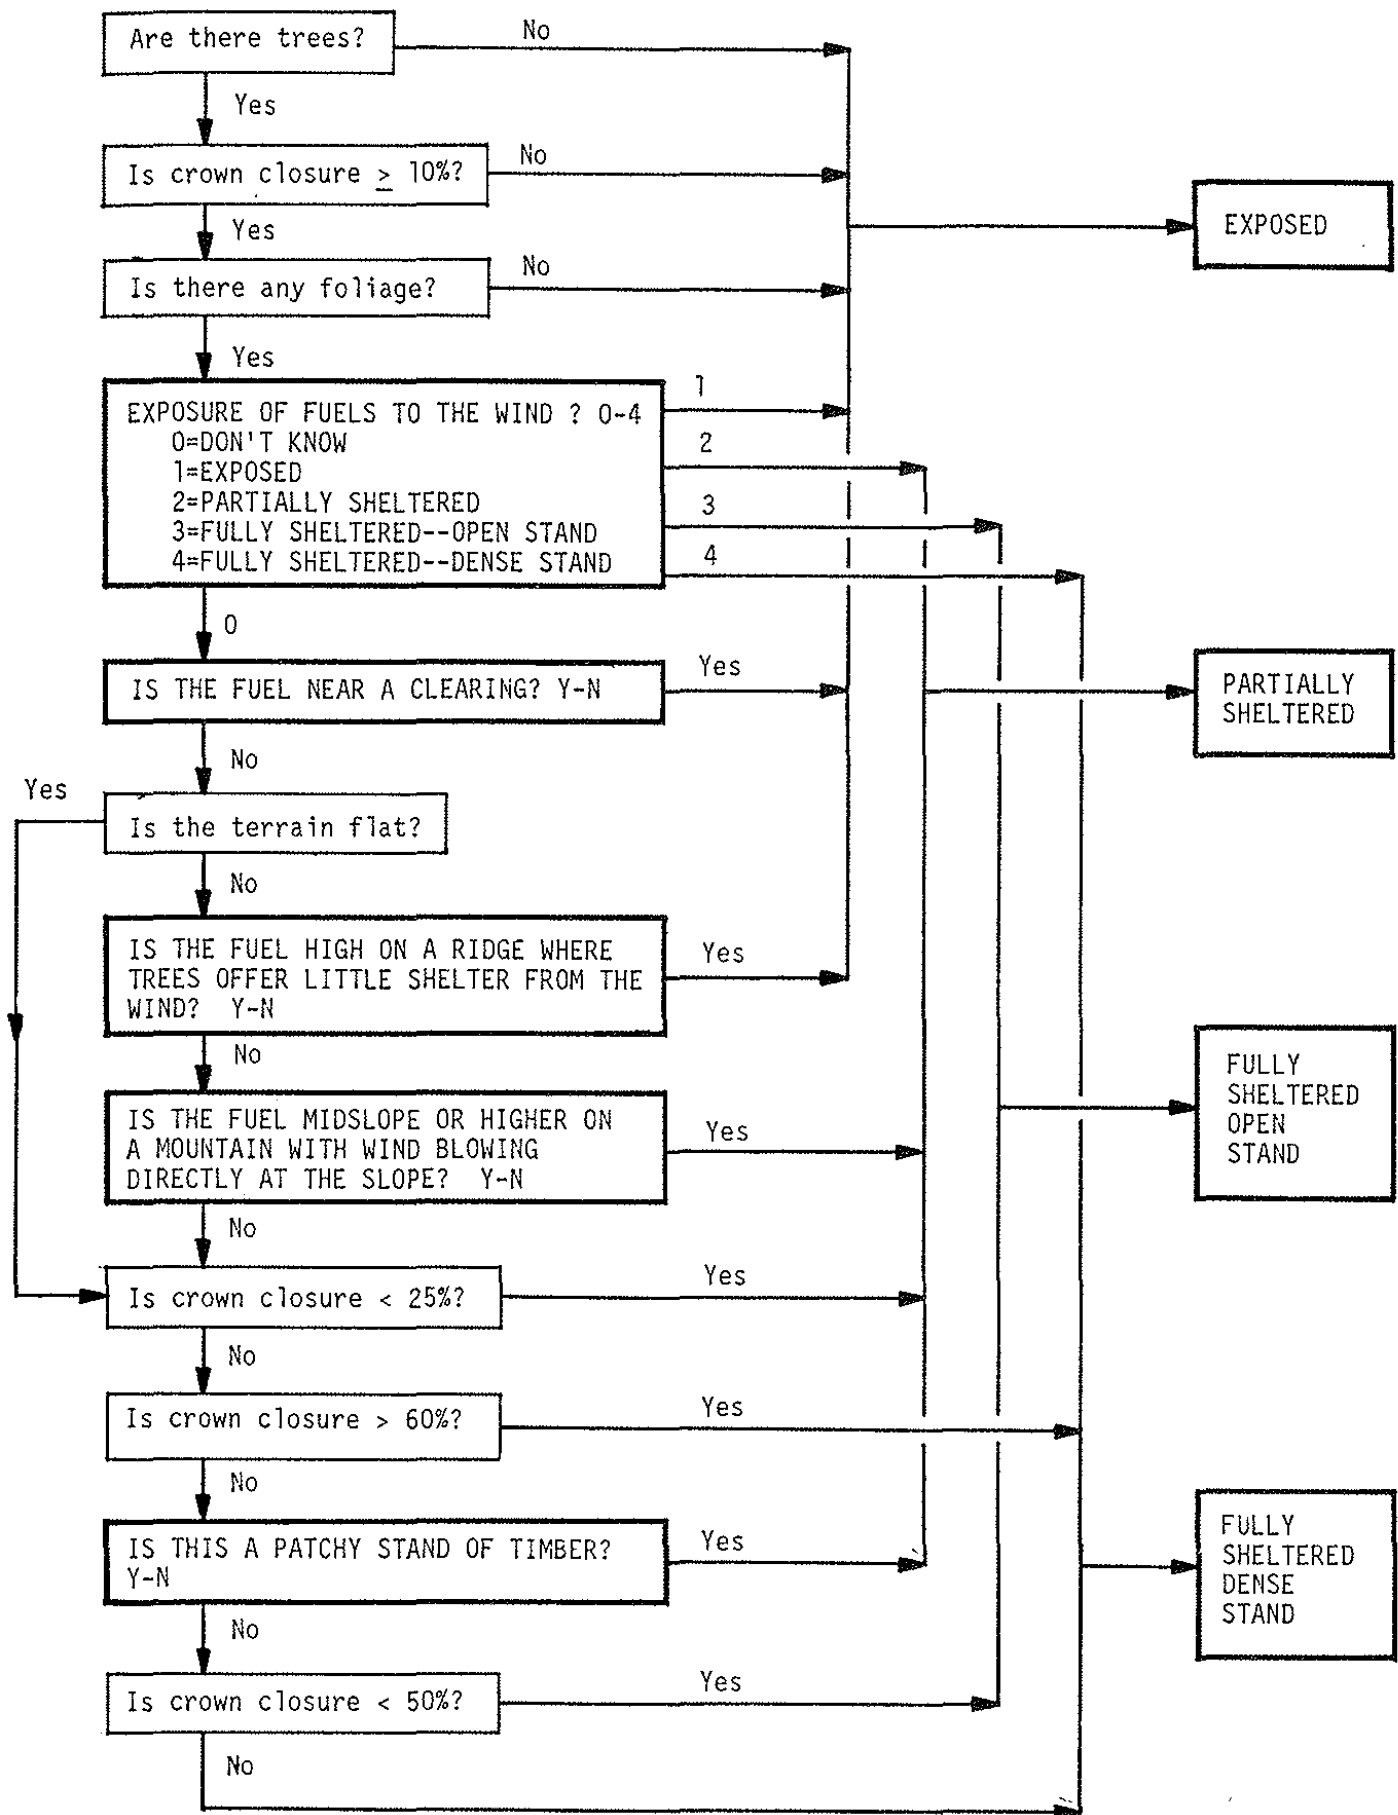 Are there trees?
No
Yes
Is crown closure ≥ 10%?
No
Yes
EXPOSED
Is there any foliage?
No
Yes
EXPOSURE OF FUELS TO THE WIND ? 0-4
0=DON'T KNOW
1=EXPOSED
2=PARTIALLY SHELTERED
3=FULLY SHELTERED--OPEN STAND
4=FULLY SHELTERED--DENSE STAND
1
2
3
4
0
IS THE FUEL NEAR A CLEARING? Y-N
Yes
PARTIALLY
SHELTERED
No
Yes
Is the terrain flat?
No
IS THE FUEL HIGH ON A RIDGE WHERE
TREES OFFER LITTLE SHELTER FROM THE
WIND? Y-N
Yes
No
FULLY
SHELTERED
OPEN
STAND
IS THE FUEL MIDSLOPE OR HIGHER ON
A MOUNTAIN WITH WIND BLOWING
DIRECTLY AT THE SLOPE? Y-N
Yes
No
Is crown closure < 25%?
Yes
No
Is crown closure > 60%?
Yes
No
IS THIS A PATCHY STAND OF TIMBER?
Y-N
Yes
FULLY
SHELTERED
DENSE
STAND
No
Is crown closure < 50%?
Yes
No